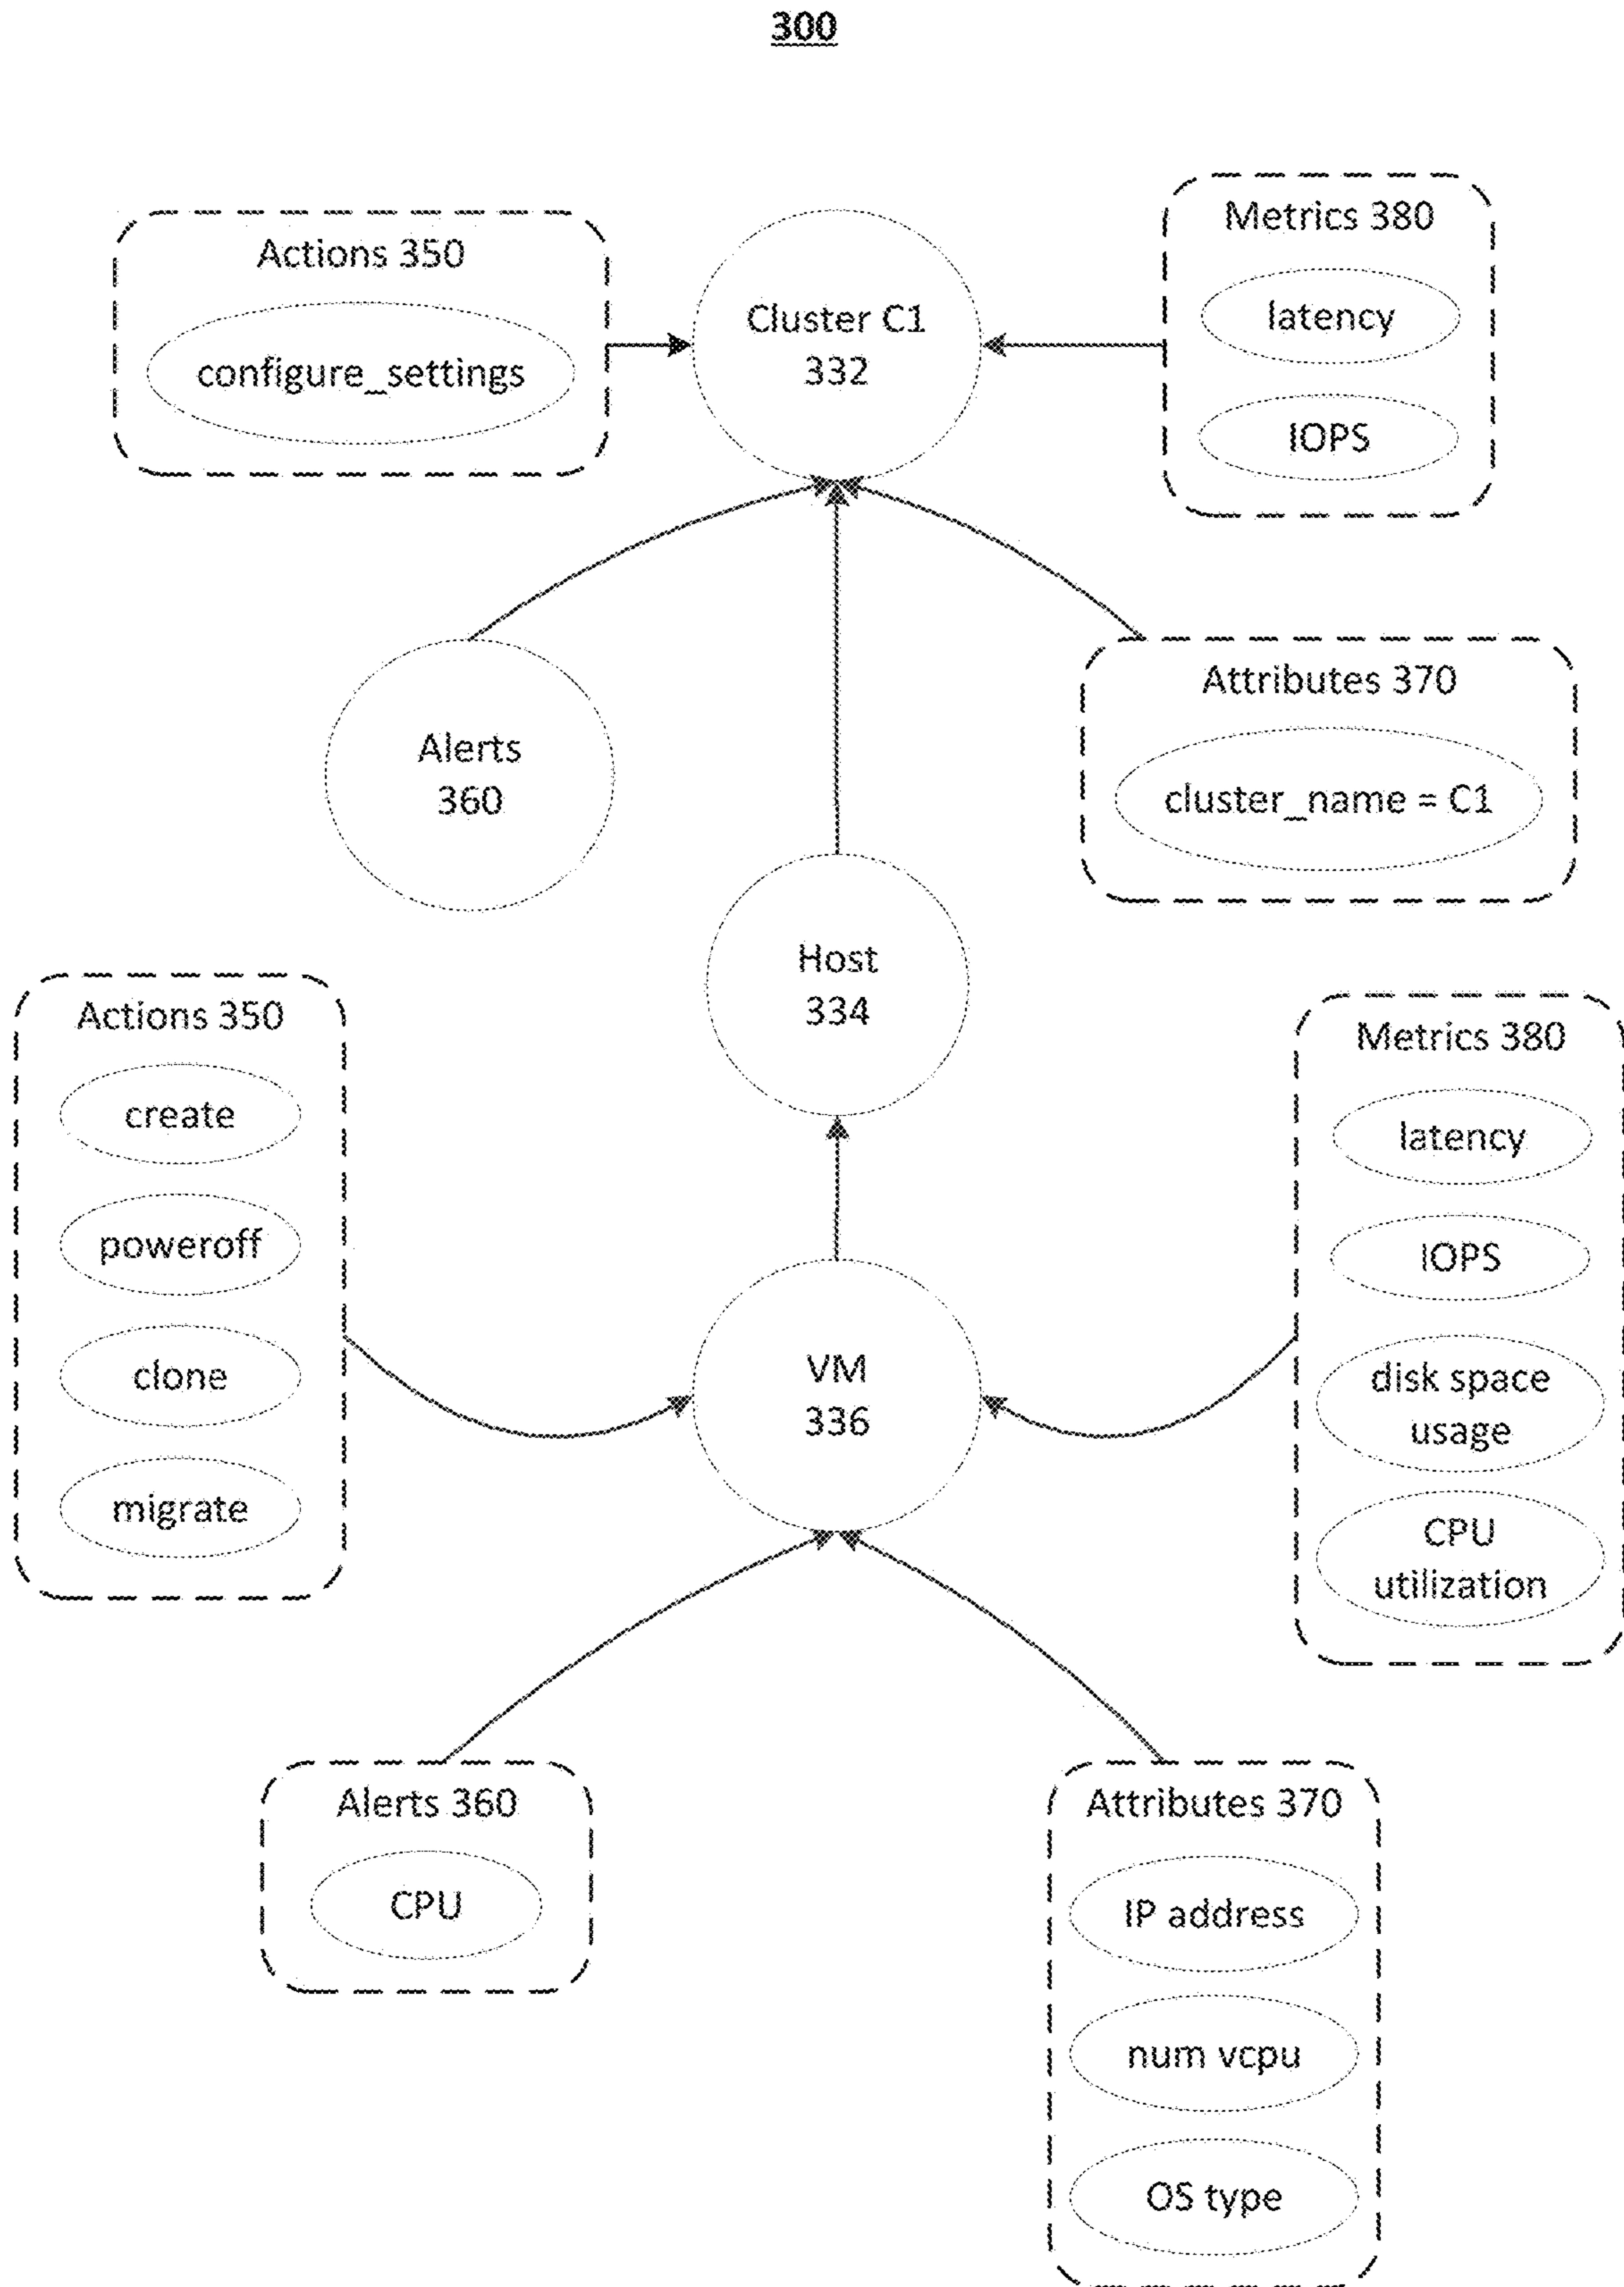 300
Actions 350
configure_settings
Cluster C1
332
Metrics 380
latency
IOPS
Alerts
360
Attributes 370
cluster_name = C1
Host
334
Actions 350
create
poweroff
clone
migrate
VM
336
Metrics 380
latency
IOPS
disk space
usage
CPU
utilization
Alerts 360
CPU
Attributes 370
IP address
num vcpu
OS type